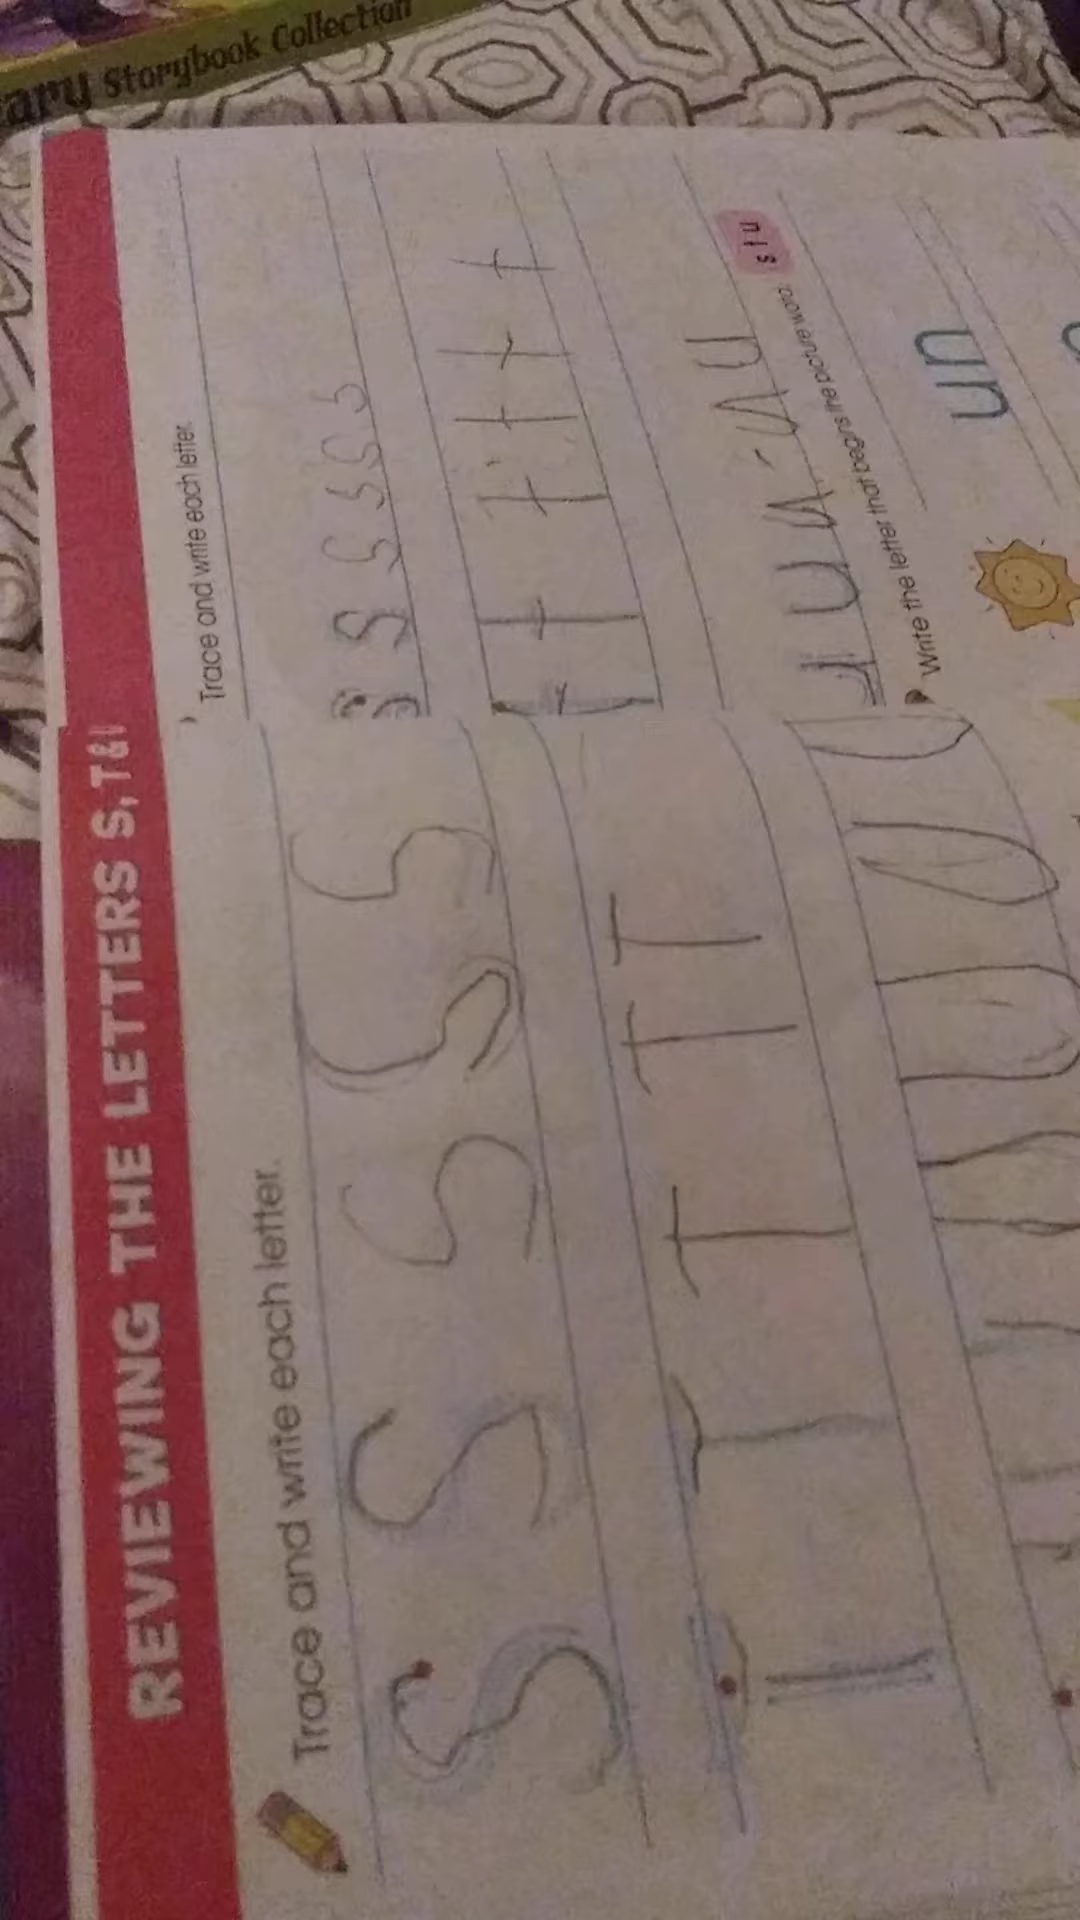 ary Storybook Collection
REVIEWING THE LETTERS S, T &
Trace and write each letter.
S S S S S
T T T T T
U U
Trace and write each letter.
s s s s s s
t t t t t t
u u u u u
Write the letter that begins the picture word.
s t u
un